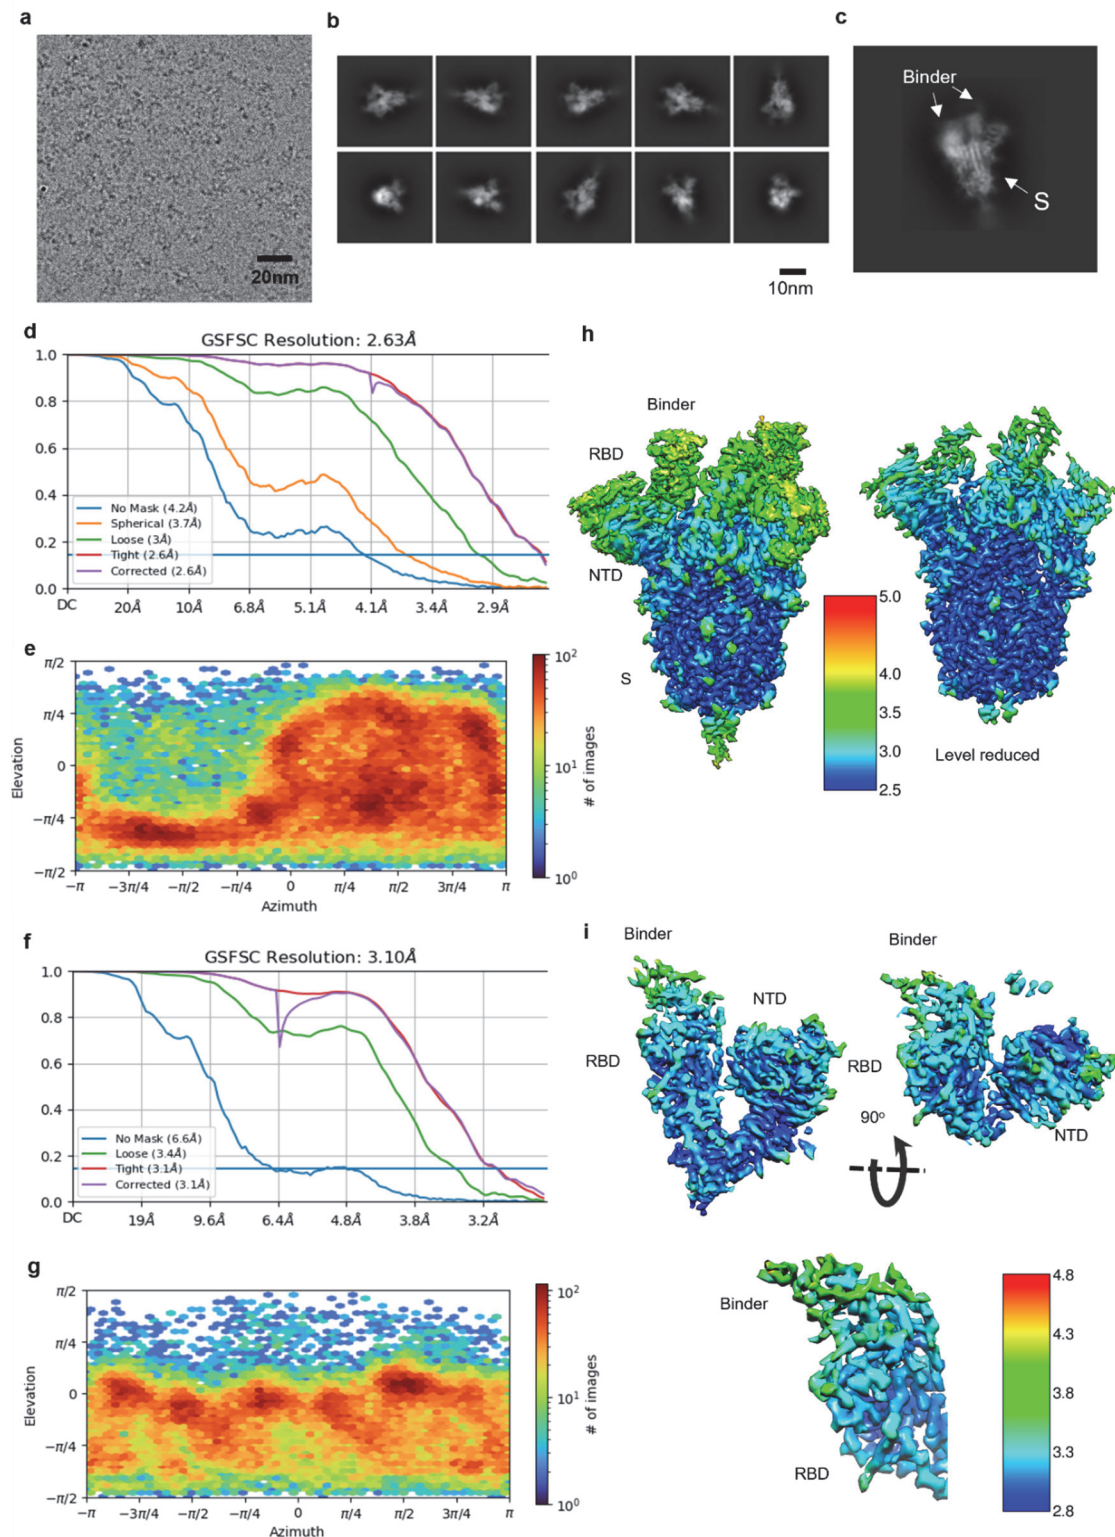 a
20nm
b
10nm
c
Binder
S
d
GSFSC Resolution: 2.63Å
1.0
0.8
0.6
0.4
0.2
0.0
No Mask (4.2Å)
Spherical (3.7Å)
Loose (3Å)
Tight (2.6Å)
Corrected (2.6Å)
DC 20Å 10Å 6.8Å 5.1Å 4.1Å 3.4Å 2.9Å
e
π/2
π/4
0
−π/4
−π/2
Elevation
−π −3π/4 −π/2 −π/4 0 π/4 π/2 3π/4 π
Azimuth
10²
10¹
10⁰
# of images
f
GSFSC Resolution: 3.10Å
1.0
0.8
0.6
0.4
0.2
0.0
No Mask (6.6Å)
Loose (3.4Å)
Tight (3.1Å)
Corrected (3.1Å)
DC 19Å 9.6Å 6.4Å 4.8Å 3.8Å 3.2Å
g
π/2
π/4
0
−π/4
−π/2
Elevation
−π −3π/4 −π/2 −π/4 0 π/4 π/2 3π/4 π
Azimuth
10²
10¹
10⁰
# of images
h
Binder
RBD
NTD
S
5.0
4.5
4.0
3.5
3.0
2.5
Level reduced
i
Binder
NTD
RBD
Binder
RBD
NTD
90°
Binder
RBD
4.8
4.3
3.8
3.3
2.8